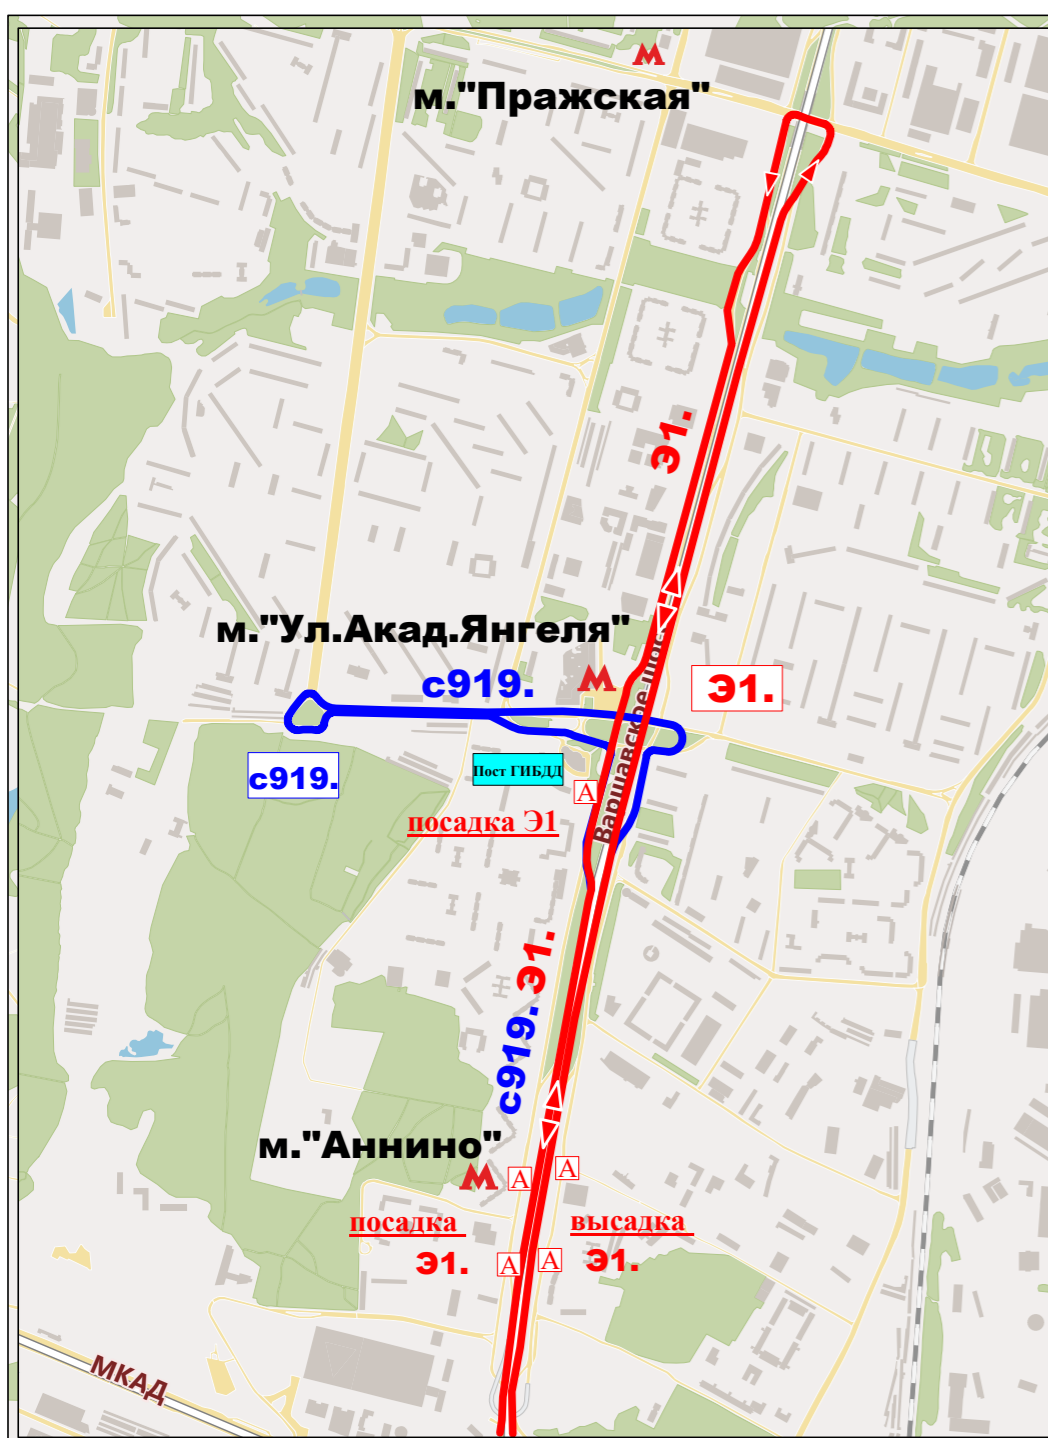 м."Пражская"
Э1.
м."Ул.Акад.Янгеля"
с919.
Э1.
Варшавское шос
с919.
Пост ГИБДД
А
посадка Э1
с919. Э1.
м."Аннино"
А
А
посадка
Э1.
высадка
Э1.
А
А
МКАД